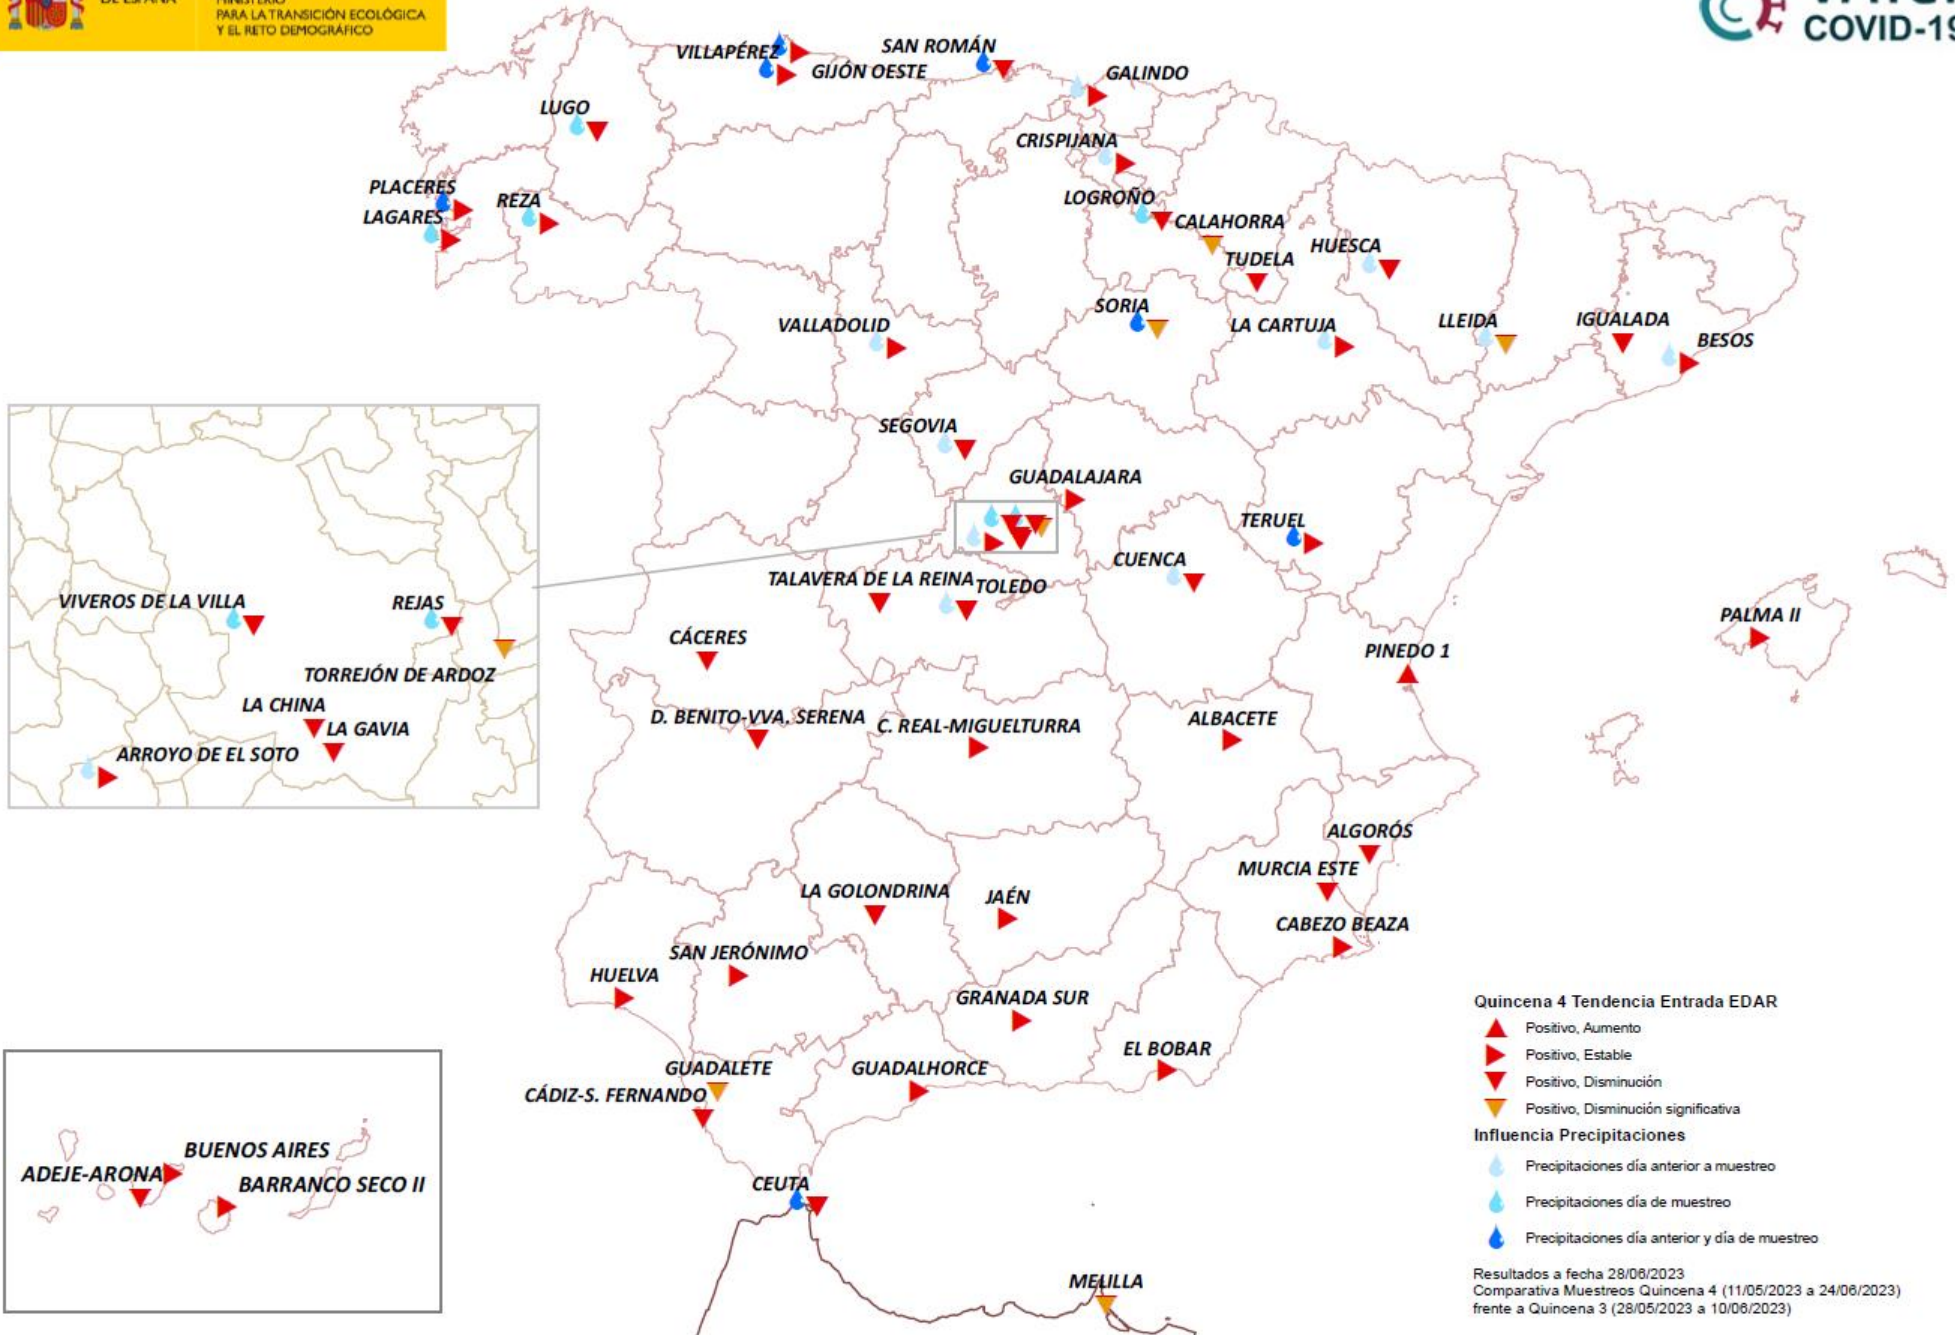 PARA LA TRANSICIÓN ECOLÓGICA
Y EL RETO DEMOGRÁFICO
COVID-19
VILLAPÉREZ
SAN ROMÁN
GIJÓN OESTE
GALINDO
LUGO
CRISPIJANA
PLACERES
REZA
LOGROÑO
LAGARES
CALAHORRA
HUESCA
TUDELA
SORIA
VALLADOLID
LA CARTUJA
LLEIDA
IGUALADA
BESOS
SEGOVIA
GUADALAJARA
TERUEL
CUENCA
TALAVERA DE LA REINA
TOLEDO
VIVEROS DE LA VILLA
REJAS
PALMA II
CÁCERES
PINEDO 1
TORREJÓN DE ARDOZ
LA CHINA
LA GAVIA
D. BENITO-VVA. SERENA
C. REAL-MIGUELTURRA
ALBACETE
ARROYO DE EL SOTO
ALGORÓS
MURCIA ESTE
LA GOLONDRINA
JAÉN
CABEZO BEAZA
SAN JERÓNIMO
HUELVA
GRANADA SUR
EL BOBAR
GUADALETE
GUADALHORCE
CÁDIZ-S. FERNANDO
BUENOS AIRES
ADEJE-ARONA
BARRANCO SECO II
CEUTA
MELILLA
Quincena 4 Tendencia Entrada EDAR
Positivo, Aumento
Positivo, Estable
Positivo, Disminución
Positivo, Disminución significativa
Influencia Precipitaciones
Precipitaciones día anterior a muestreo
Precipitaciones día de muestreo
Precipitaciones día anterior y día de muestreo
Resultados a fecha 28/06/2023
Comparativa Muestreos Quincena 4 (11/05/2023 a 24/06/2023)
frente a Quincena 3 (28/05/2023 a 10/06/2023)